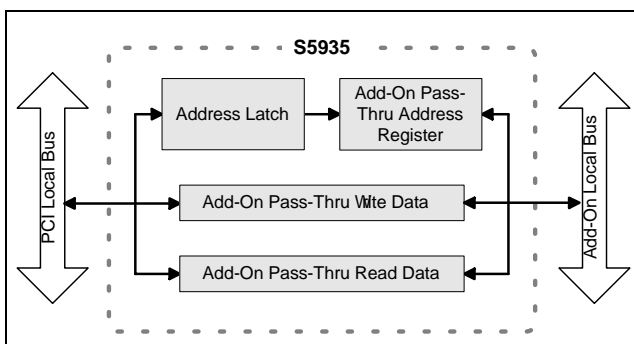 S5935
PCI Local Bus
Address Latch
Add-On Pass-
Thru Address
Register
Add-On Pass-Thru Write Data
Add-On Pass-Thru Read Data
Add-On Local Bus